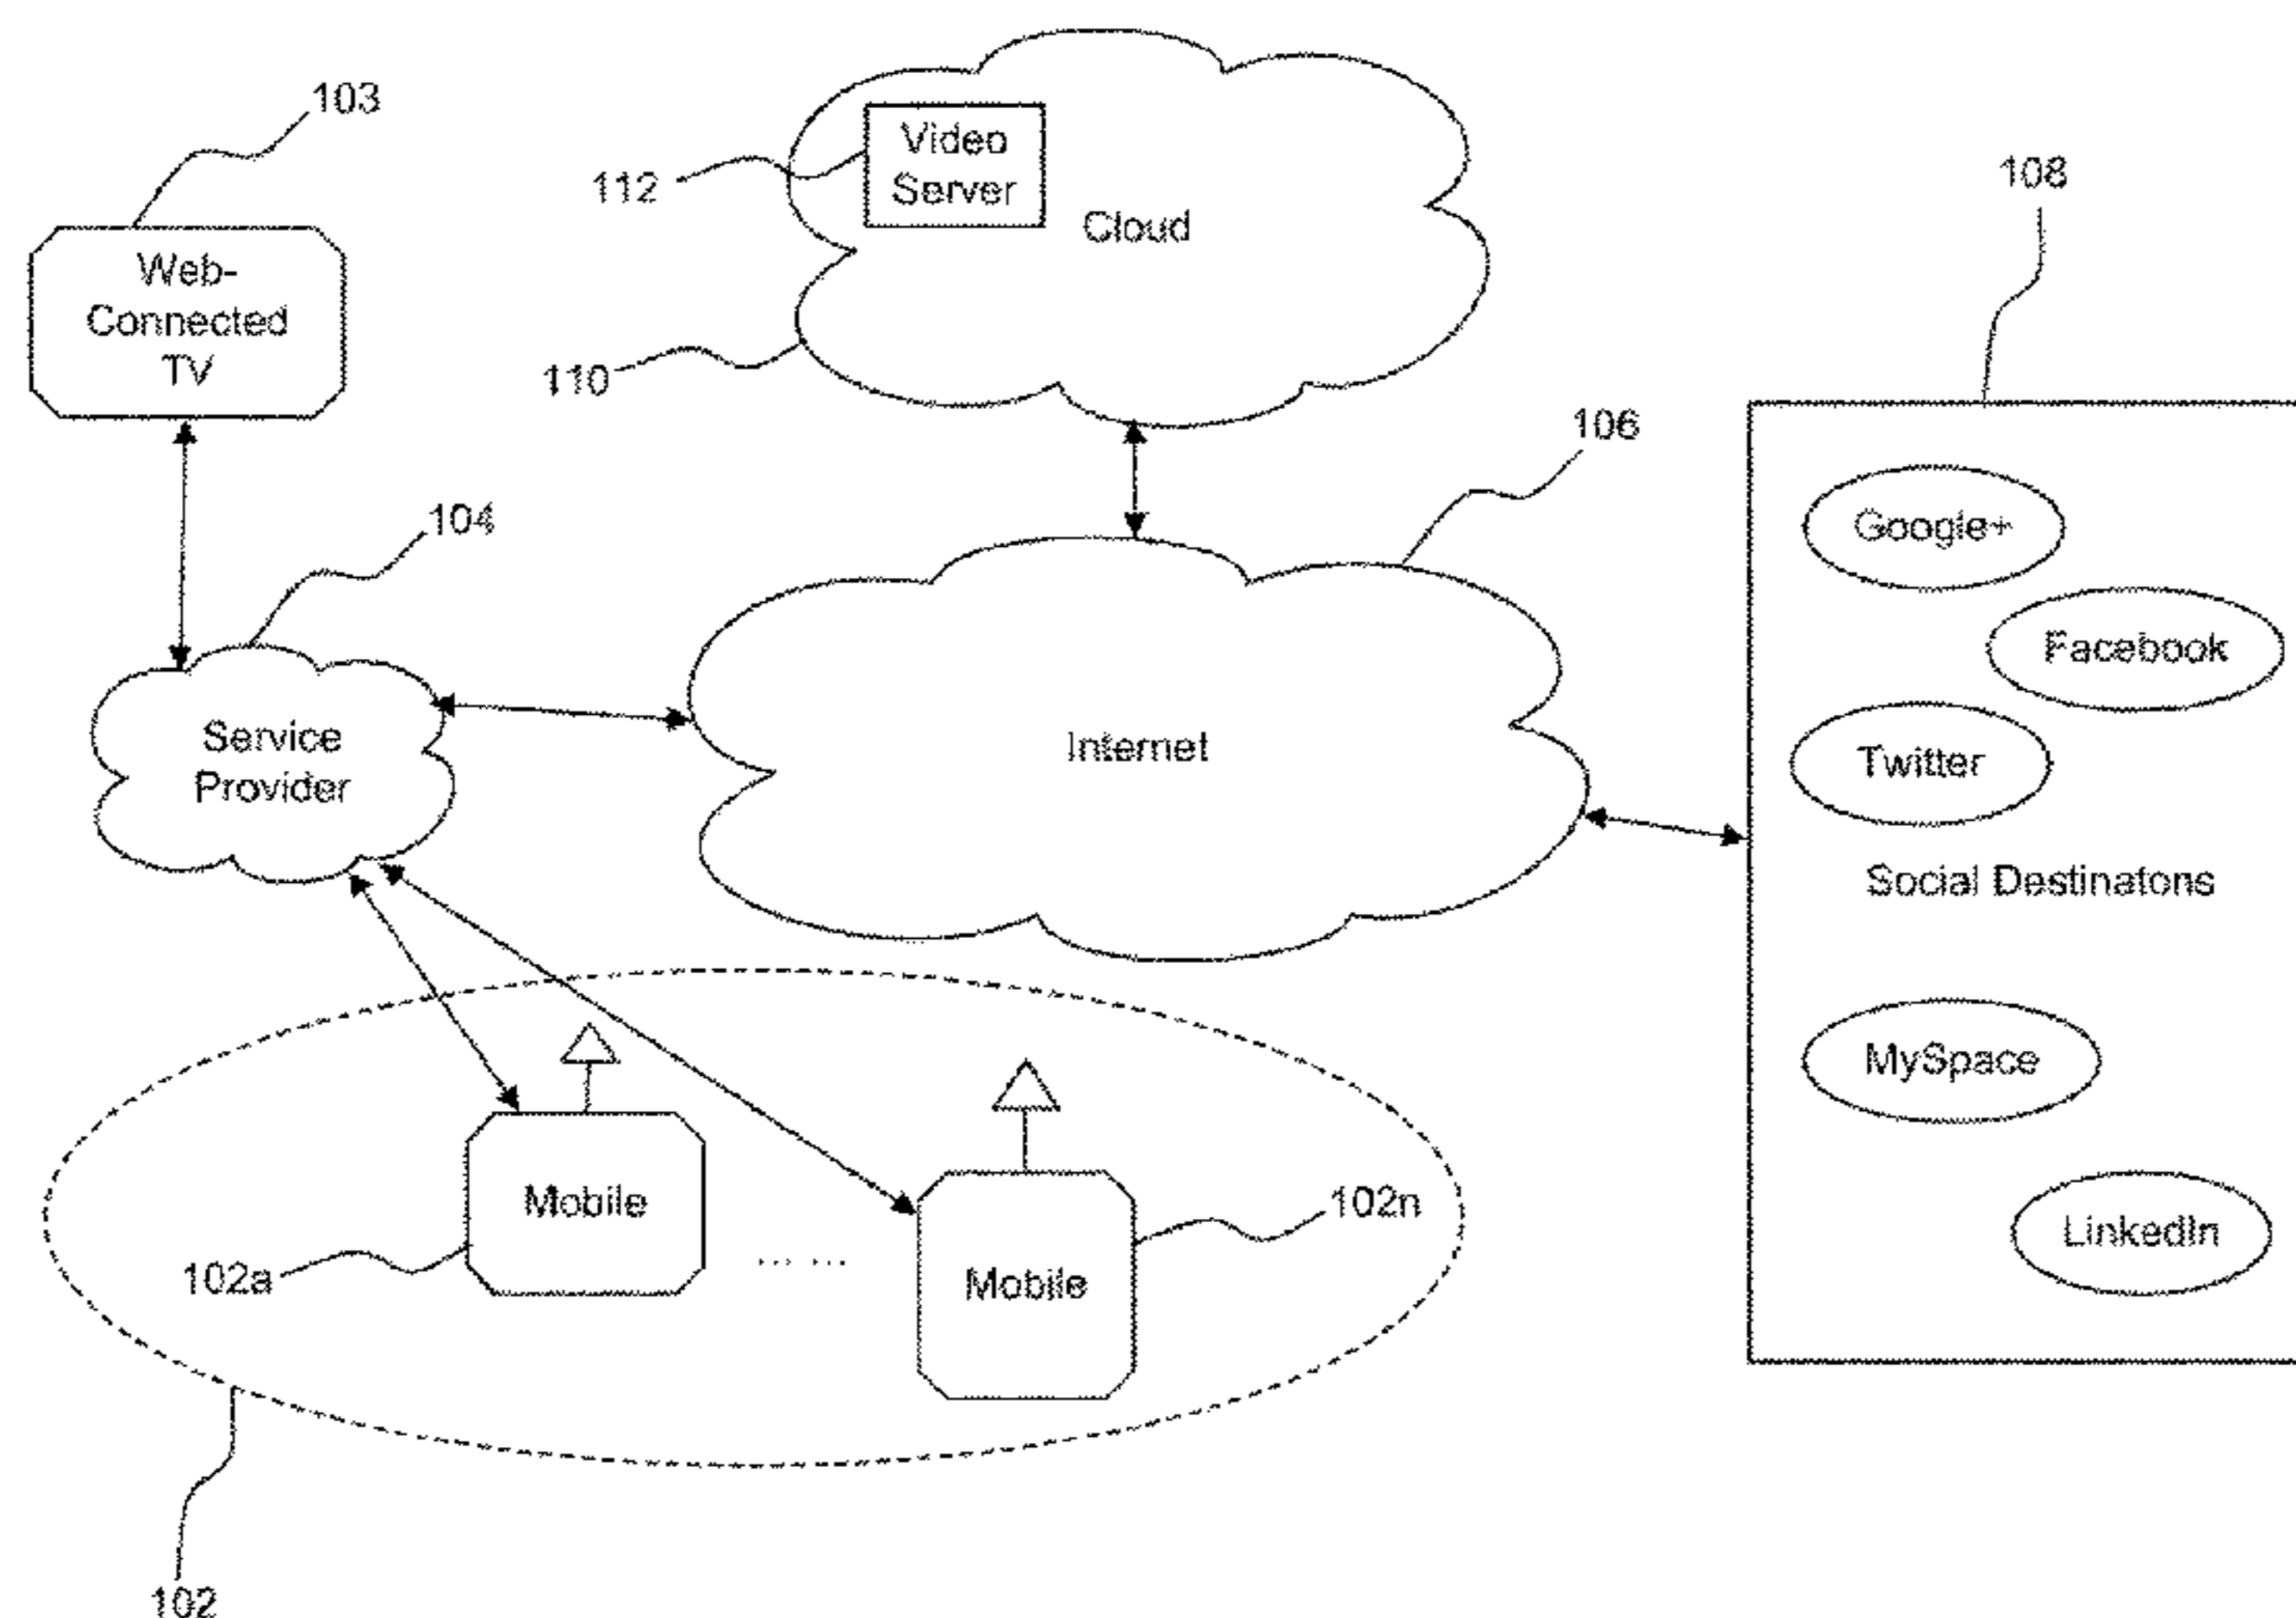 103
Video
Server
112
Cloud
108
Web-
Connected
TV
110
106
Google+
104
Facebook
Service
Provider
Internet
Twitter
Social Destinatons
MySpace
Mobile
102n
LinkedIn
102a
Mobile
102